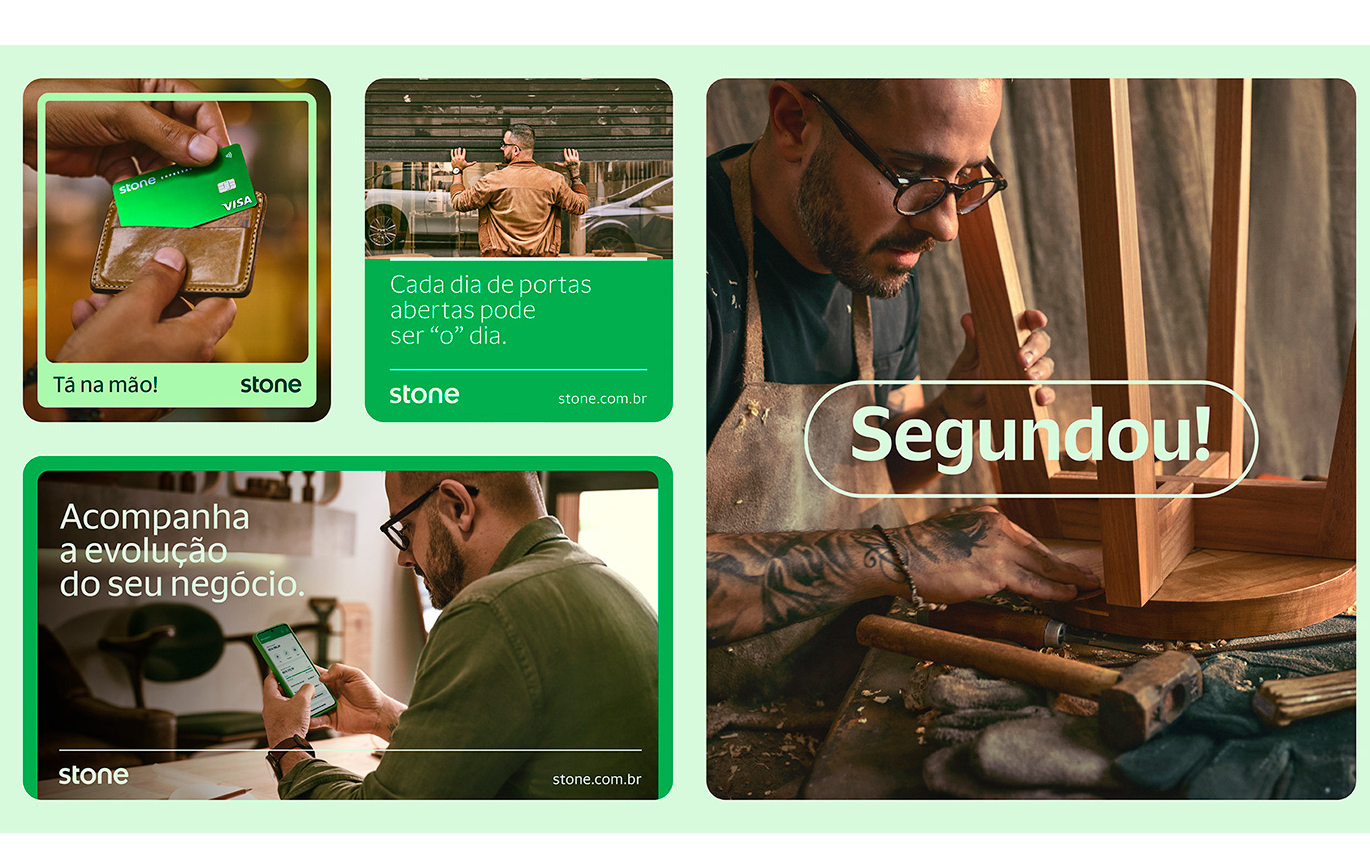 stone
VISA
Tá na mão!
stone
Cada dia de portas
abertas pode
ser “o” dia.
stone
stone.com.br
Acompanha
a evolução
do seu negócio.
stone
stone.com.br
Segundou!